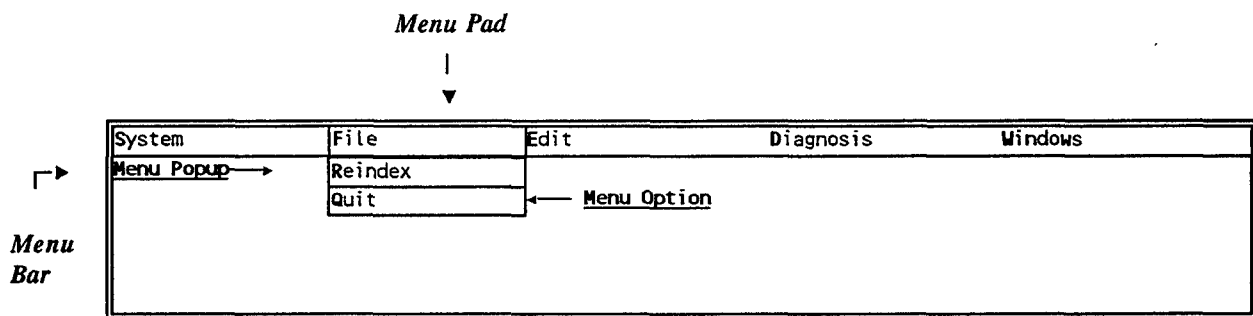 Menu Pad
System File Edit Diagnosis Windows
Menu Popup Reindex
Quit Menu Option
Menu
Bar